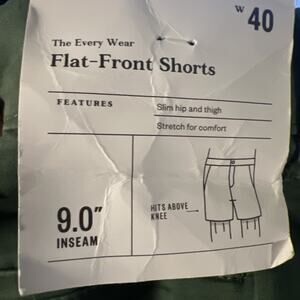 W 40
The Every Wear
Flat-Front Shorts
FEATURES
Slim hip and thigh
Stretch for comfort
9.0"
INSEAM
HITS ABOVE
KNEE